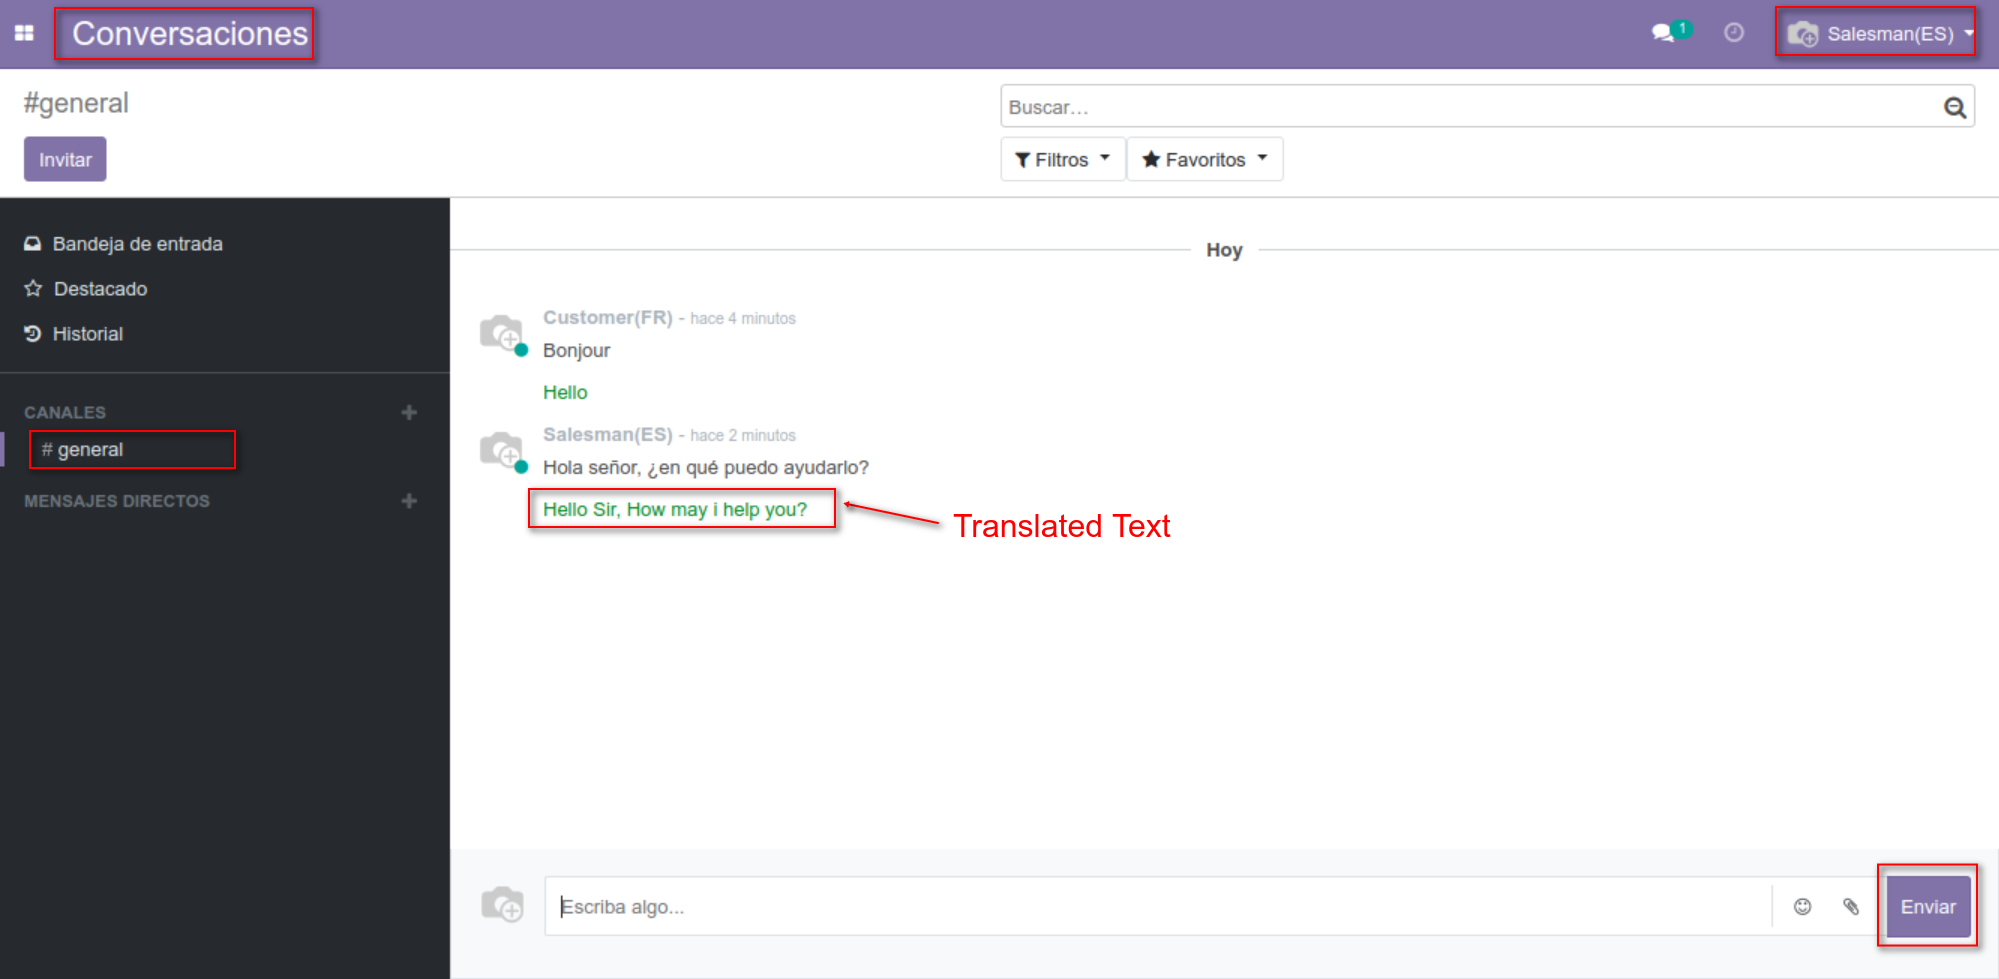 Conversaciones
1
Salesman(ES)
#general
Buscar...
Invitar
Filtros
Favoritos
Bandeja de entrada
Destacado
Historial
CANALES
# general
MENSAJES DIRECTOS
Hoy
Customer(FR) - hace 4 minutos
Bonjour
Hello
Salesman(ES) - hace 2 minutos
Hola señor, ¿en qué puedo ayudarlo?
Hello Sir, How may i help you?
Translated Text
Escriba algo...
Enviar